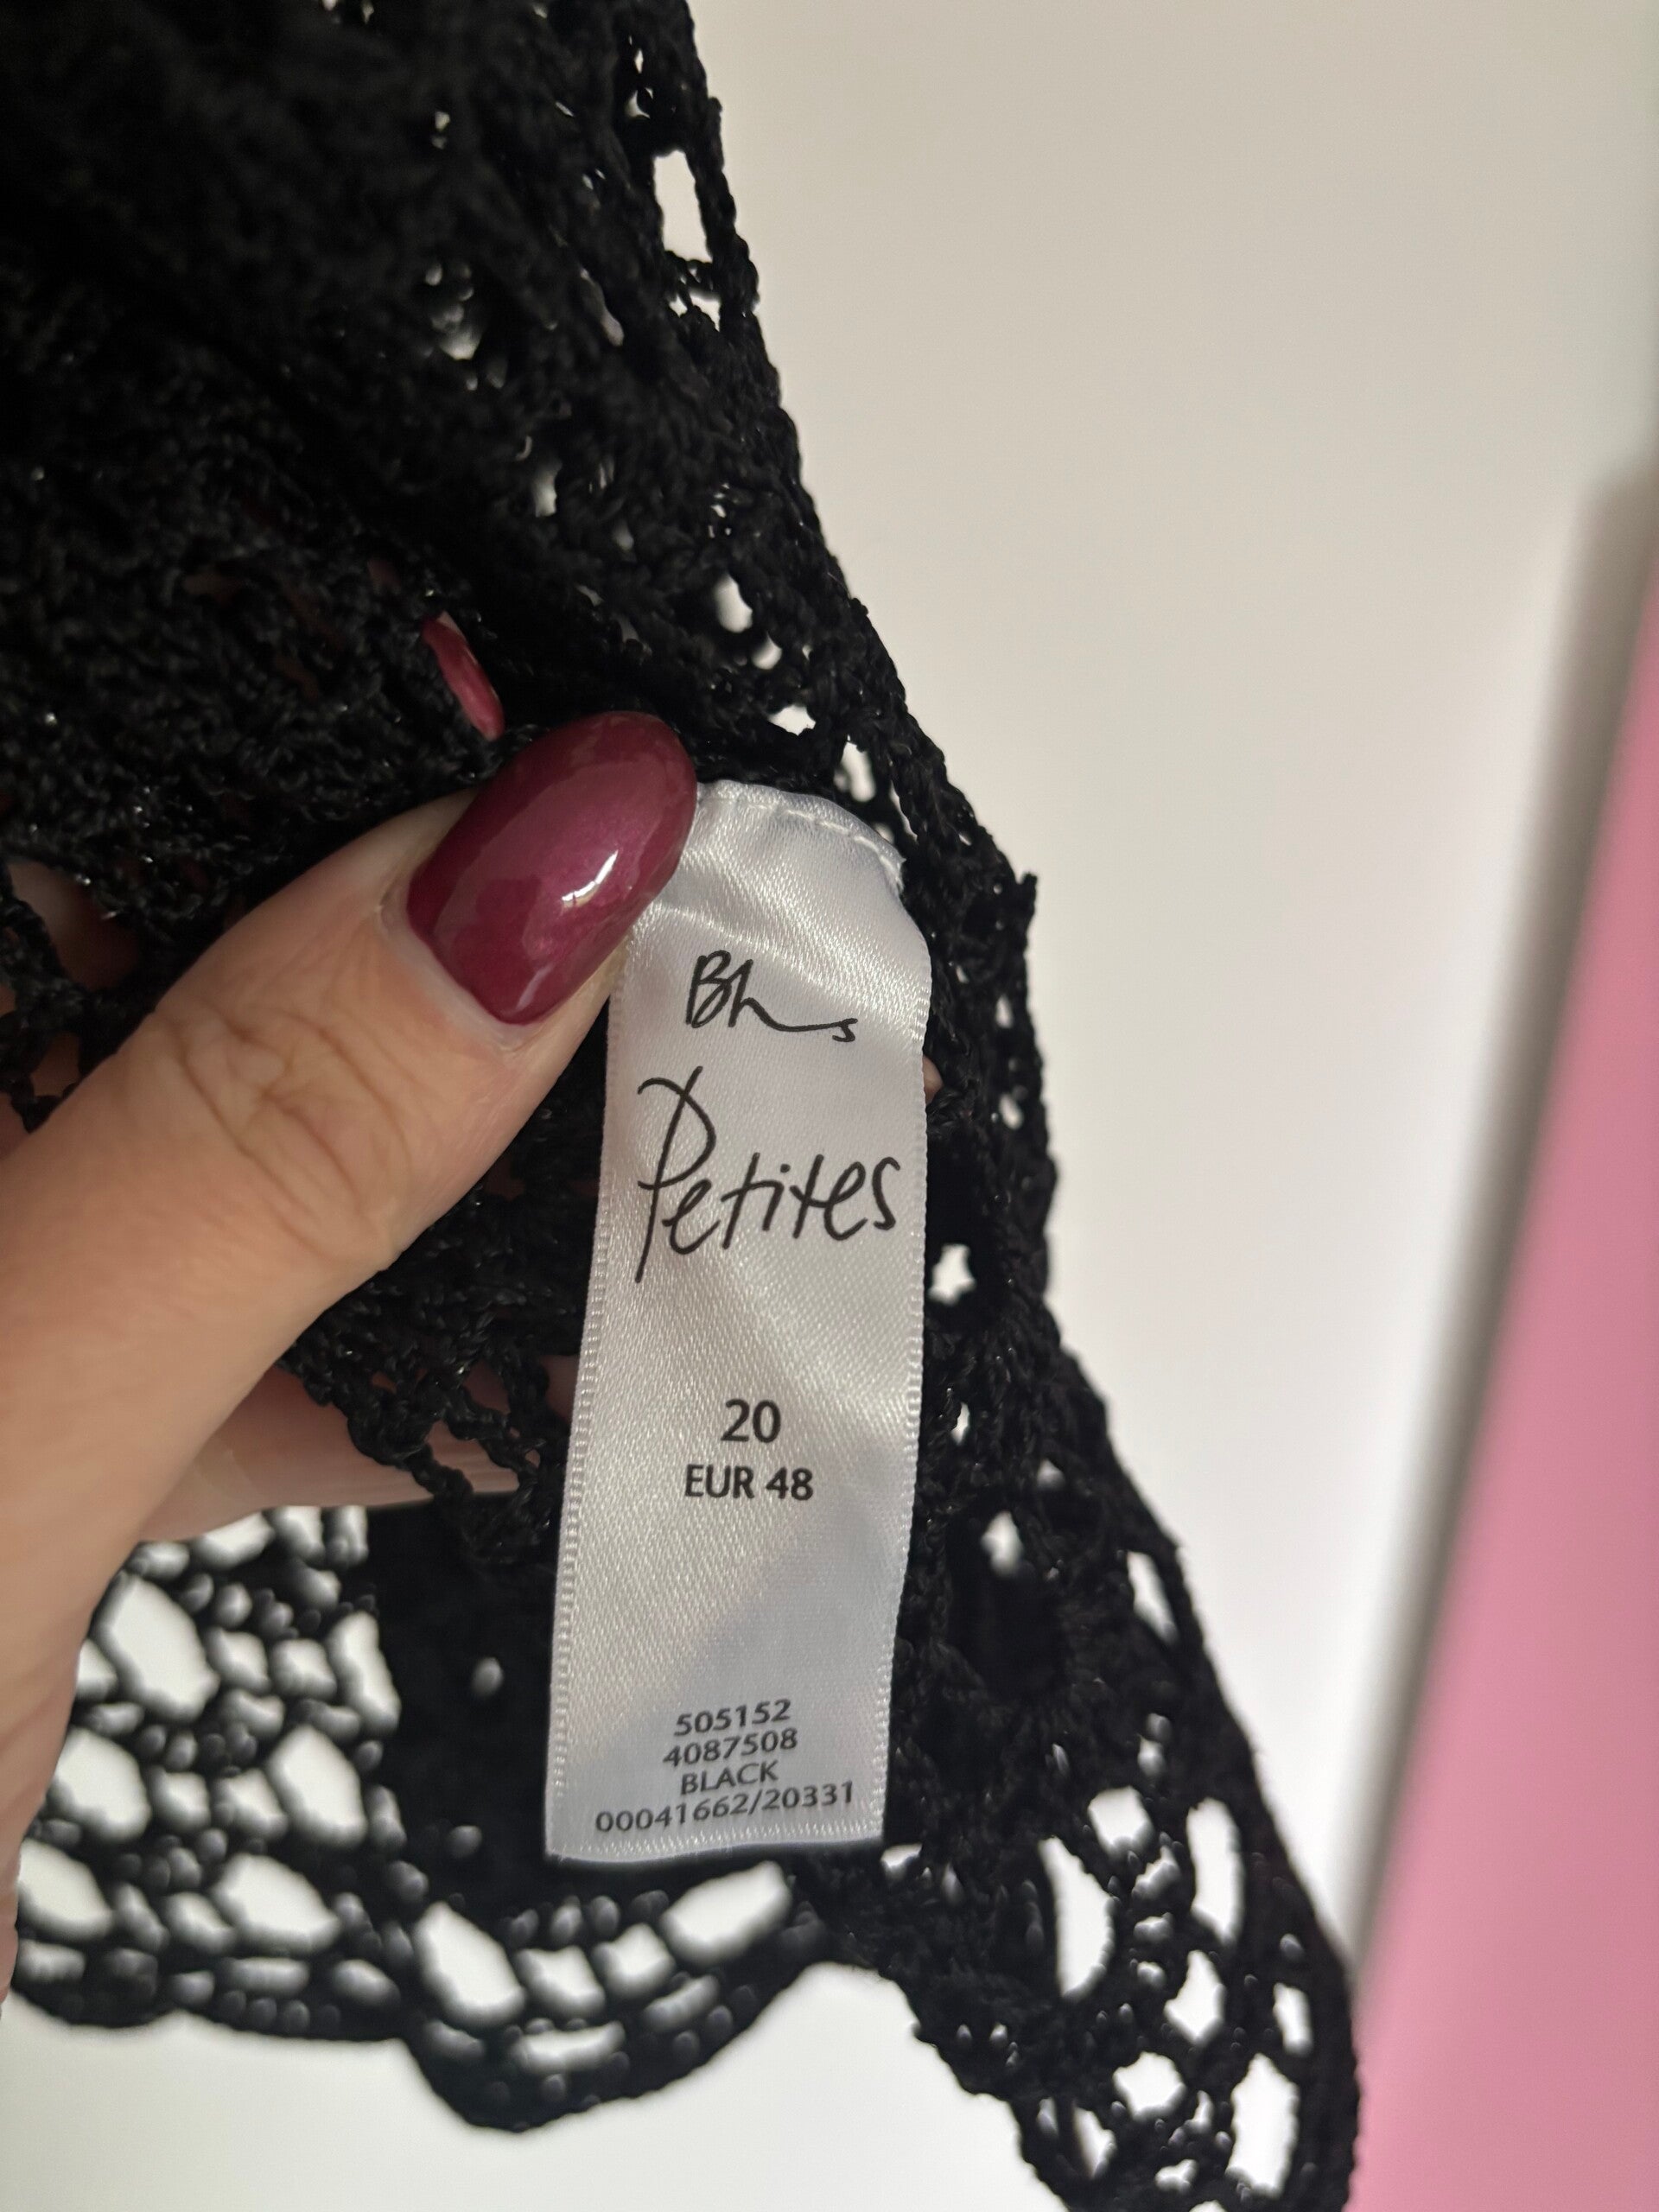 Bhs
Petites
20
EUR 48
505152
4087508
BLACK
00041662/20331